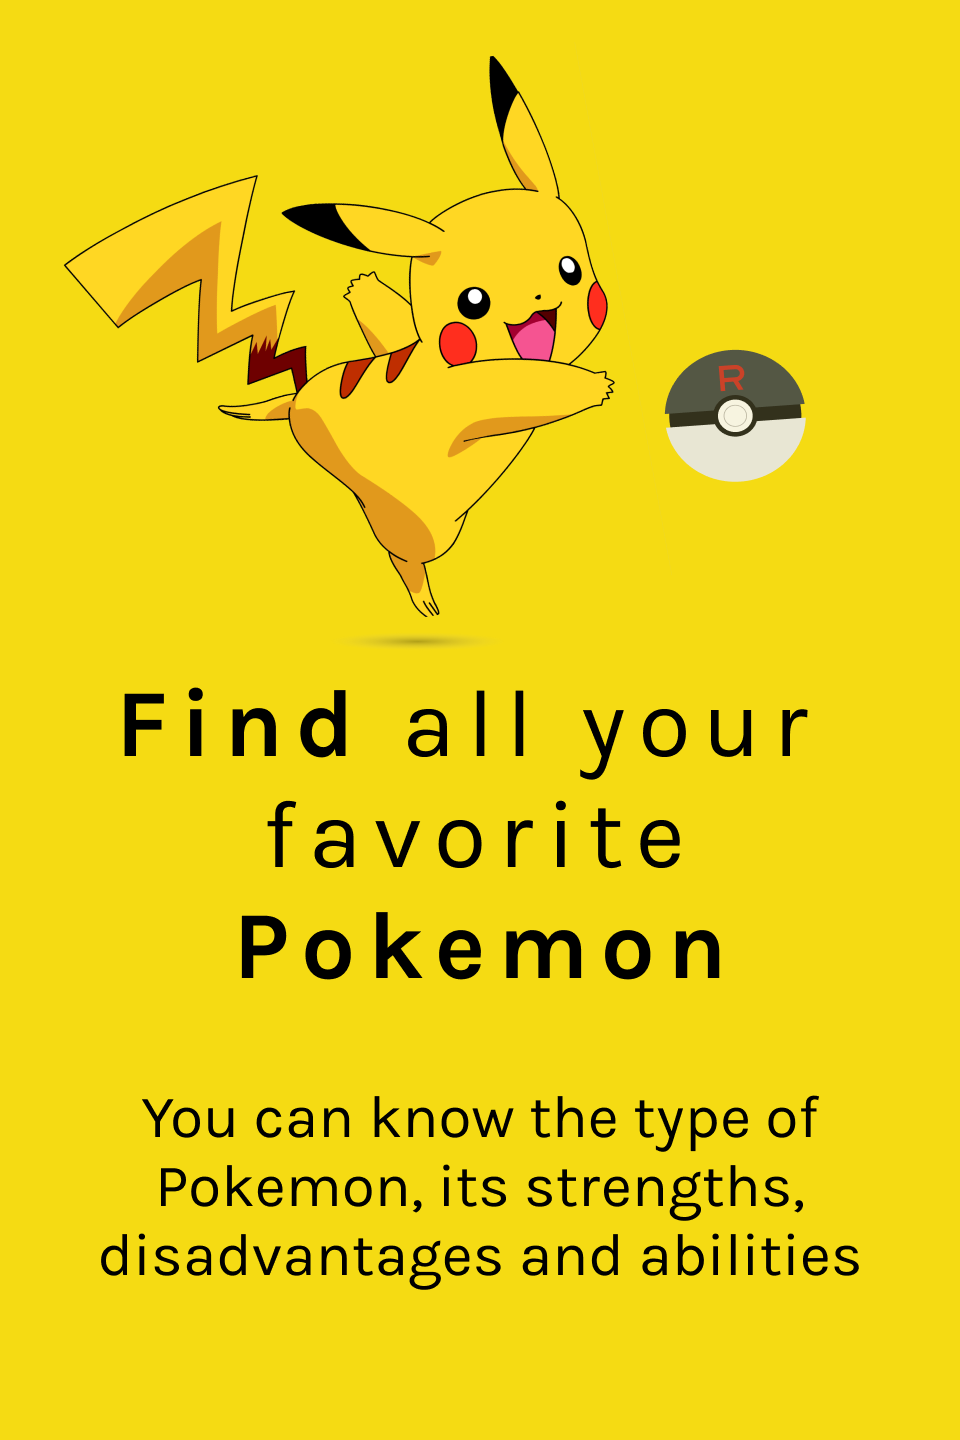 R
Find all your
favorite
Pokemon
You can know the type of
Pokemon, its strengths,
disadvantages and abilities